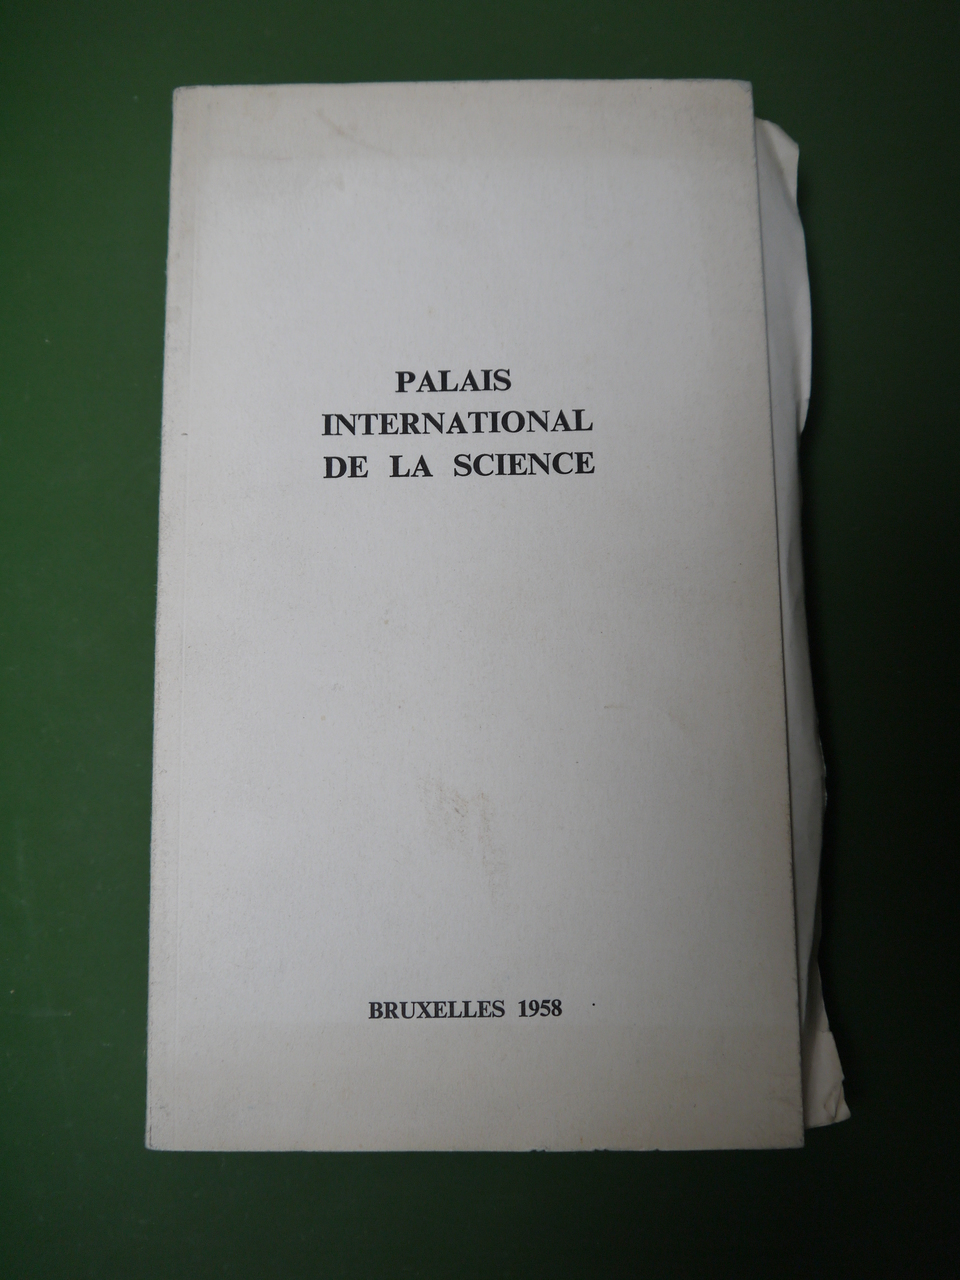 PALAIS
INTERNATIONAL
DE LA SCIENCE
BRUXELLES 1958